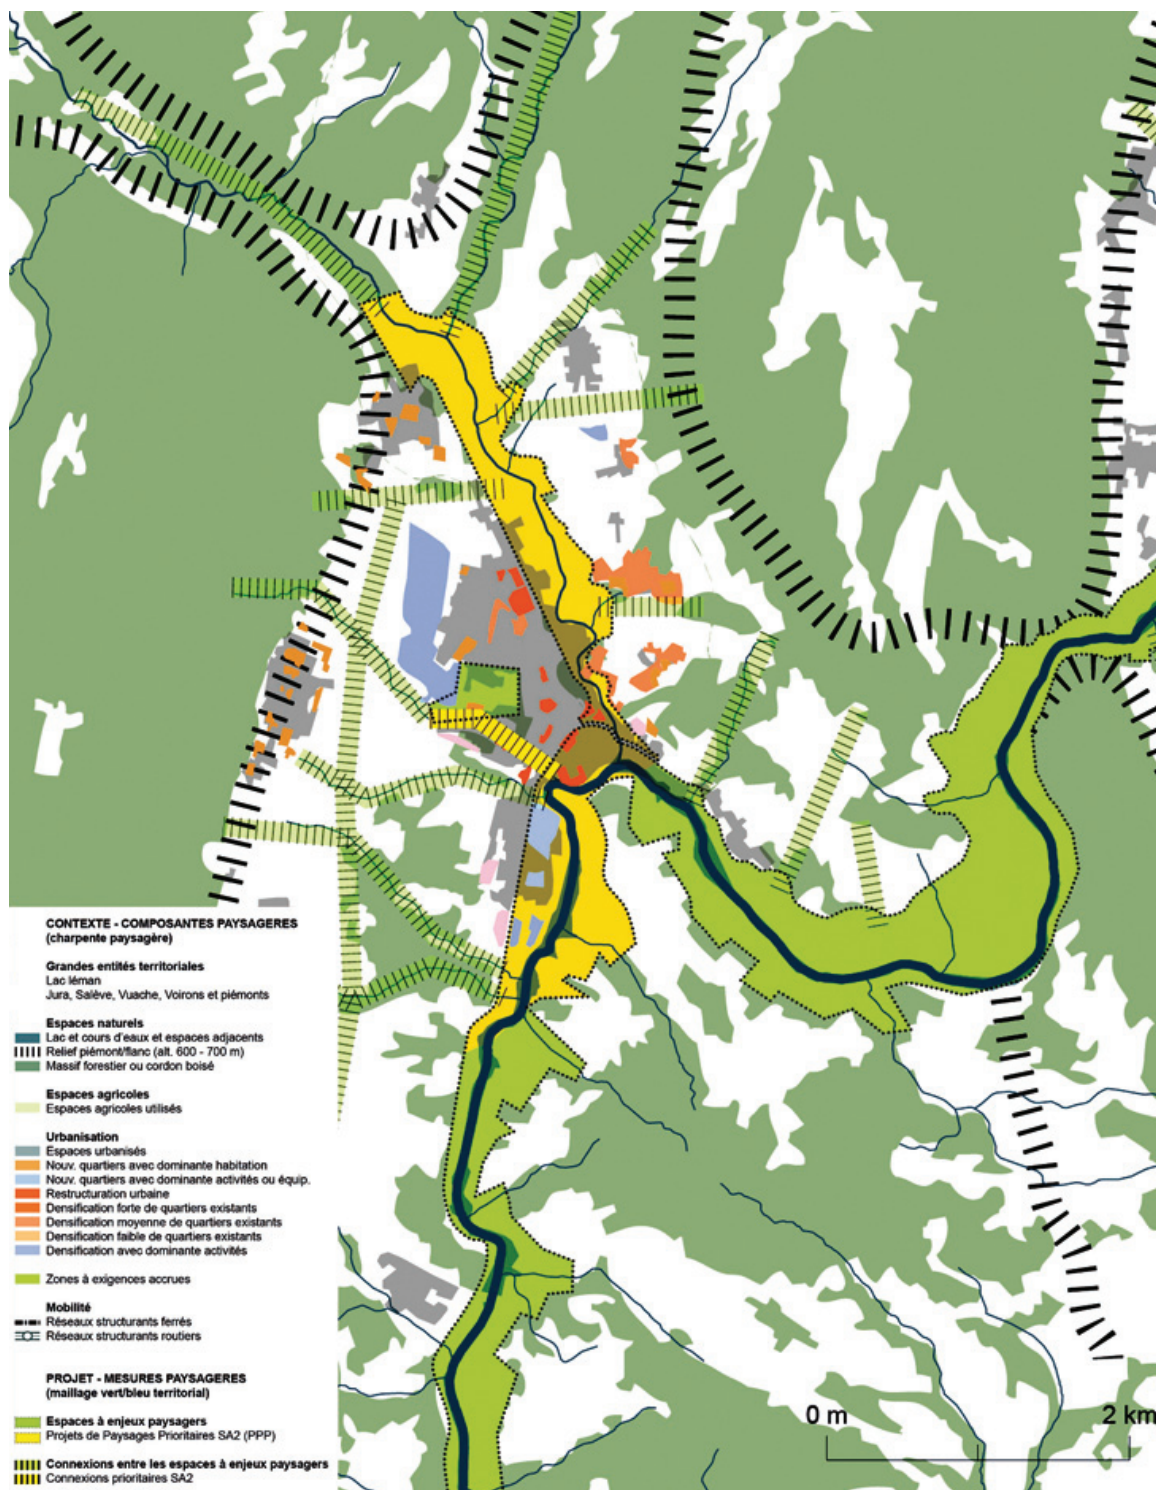 CONTEXTE - COMPOSANTES PAYSAGERES
(charpente paysagère)
Grandes entités territoriales
Lac léman
Jura, Salève, Vuache, Voirons et piémonts
Espaces naturels
Lac et cours d'eaux et espaces adjacents
Relief piémont/flanc (alt. 600 - 700 m)
Massif forestier ou cordon boisé
Espaces agricoles
Espaces agricoles utilisés
Urbanisation
Espaces urbanisés
Nouv. quartiers avec dominante habitation
Nouv. quartiers avec dominante activités ou équip.
Restructuration urbaine
Densification forte de quartiers existants
Densification moyenne de quartiers existants
Densification faible de quartiers existants
Densification avec dominante activités
Zones à exigences accrues
Mobilité
Réseaux structurants ferrés
Réseaux structurants routiers
PROJET - MESURES PAYSAGERES
(maillage vert/bleu territorial)
Espaces à enjeux paysagers
Projets de Paysages Prioritaires SA2 (PPP)
Connexions entre les espaces à enjeux paysagers
Connexions prioritaires SA2
0 m 2 km